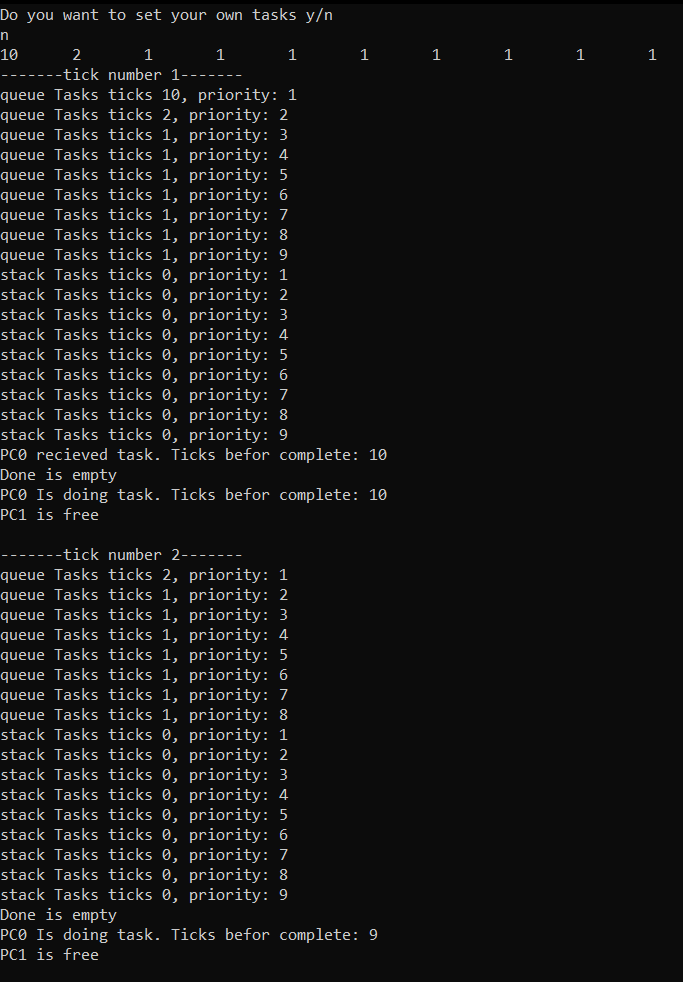 Do you want to set your own tasks y/n
n
10 2 1 1 1 1 1 1 1 1
-------tick number 1-------
queue Tasks ticks 10, priority: 1
queue Tasks ticks 2, priority: 2
queue Tasks ticks 1, priority: 3
queue Tasks ticks 1, priority: 4
queue Tasks ticks 1, priority: 5
queue Tasks ticks 1, priority: 6
queue Tasks ticks 1, priority: 7
queue Tasks ticks 1, priority: 8
queue Tasks ticks 1, priority: 9
stack Tasks ticks 0, priority: 1
stack Tasks ticks 0, priority: 2
stack Tasks ticks 0, priority: 3
stack Tasks ticks 0, priority: 4
stack Tasks ticks 0, priority: 5
stack Tasks ticks 0, priority: 6
stack Tasks ticks 0, priority: 7
stack Tasks ticks 0, priority: 8
stack Tasks ticks 0, priority: 9
PC0 recieved task. Ticks befor complete: 10
Done is empty
PC0 Is doing task. Ticks befor complete: 10
PC1 is free
-------tick number 2-------
queue Tasks ticks 2, priority: 1
queue Tasks ticks 1, priority: 2
queue Tasks ticks 1, priority: 3
queue Tasks ticks 1, priority: 4
queue Tasks ticks 1, priority: 5
queue Tasks ticks 1, priority: 6
queue Tasks ticks 1, priority: 7
queue Tasks ticks 1, priority: 8
stack Tasks ticks 0, priority: 1
stack Tasks ticks 0, priority: 2
stack Tasks ticks 0, priority: 3
stack Tasks ticks 0, priority: 4
stack Tasks ticks 0, priority: 5
stack Tasks ticks 0, priority: 6
stack Tasks ticks 0, priority: 7
stack Tasks ticks 0, priority: 8
stack Tasks ticks 0, priority: 9
Done is empty
PC0 Is doing task. Ticks befor complete: 9
PC1 is free